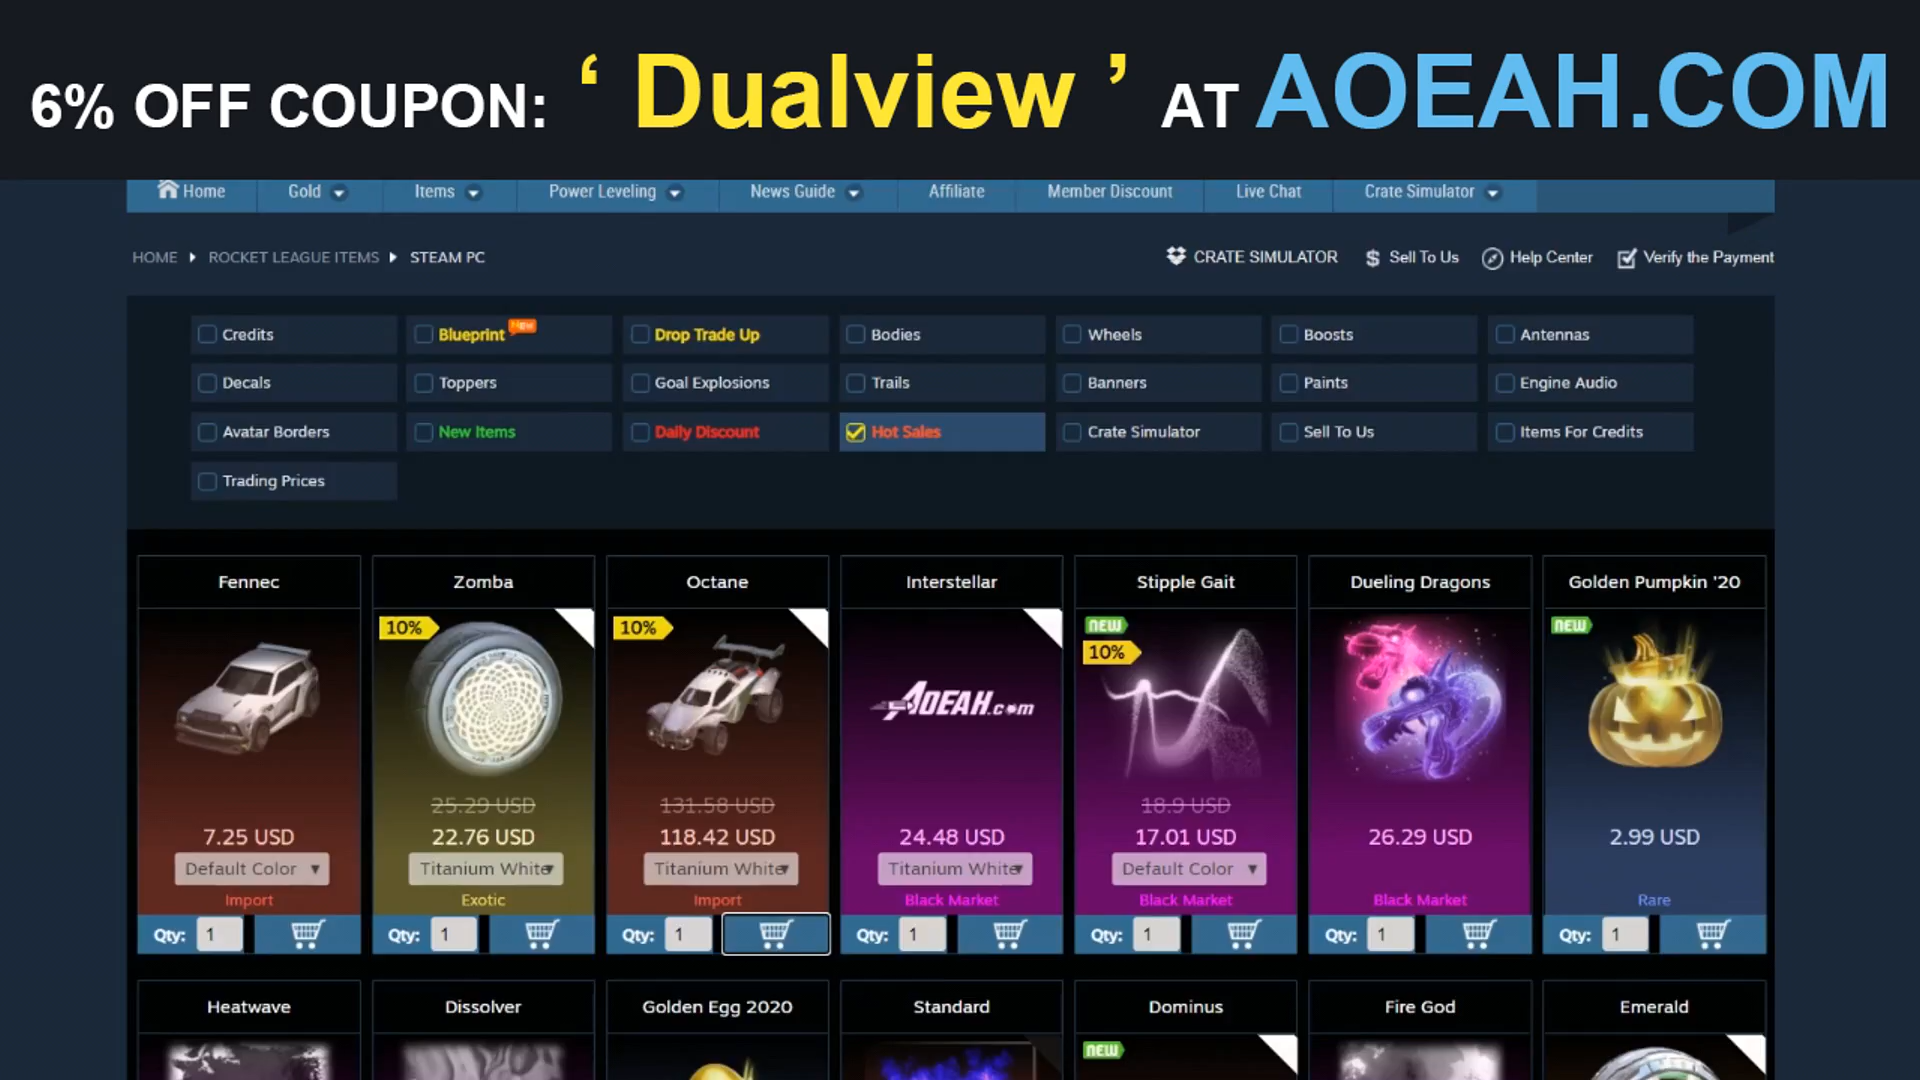 6% OFF COUPON: ‘ Dualview ’ AT AOEAH.COM
Home Gold Items Power Leveling News Guide Affiliate Member Discount Live Chat Crate Simulator
HOME ROCKET LEAGUE ITEMS STEAM PC CRATE SIMULATOR $ Sell To Us Help Center Verify the Payment
Credits Blueprint New Drop Trade Up Bodies Wheels Boosts Antennas
Decals Toppers Goal Explosions Trails Banners Paints Engine Audio
Avatar Borders New Items Daily Discount Hot Sales Crate Simulator Sell To Us Items For Credits
Trading Prices
Fennec Zomba Octane Interstellar Stipple Gait Dueling Dragons Golden Pumpkin '20
10% 10% NEW NEW
10%
AOEAH.com
25.29 USD 131.58 USD 18.9 USD
7.25 USD 22.76 USD 118.42 USD 24.48 USD 17.01 USD 26.29 USD 2.99 USD
Default Color Titanium White Titanium White Titanium White Default Color
Import Exotic Import Black Market Black Market Black Market Rare
Qty: 1 Qty: 1 Qty: 1 Qty: 1 Qty: 1 Qty: 1 Qty: 1
Heatwave Dissolver Golden Egg 2020 Standard Dominus Fire God Emerald
NEW